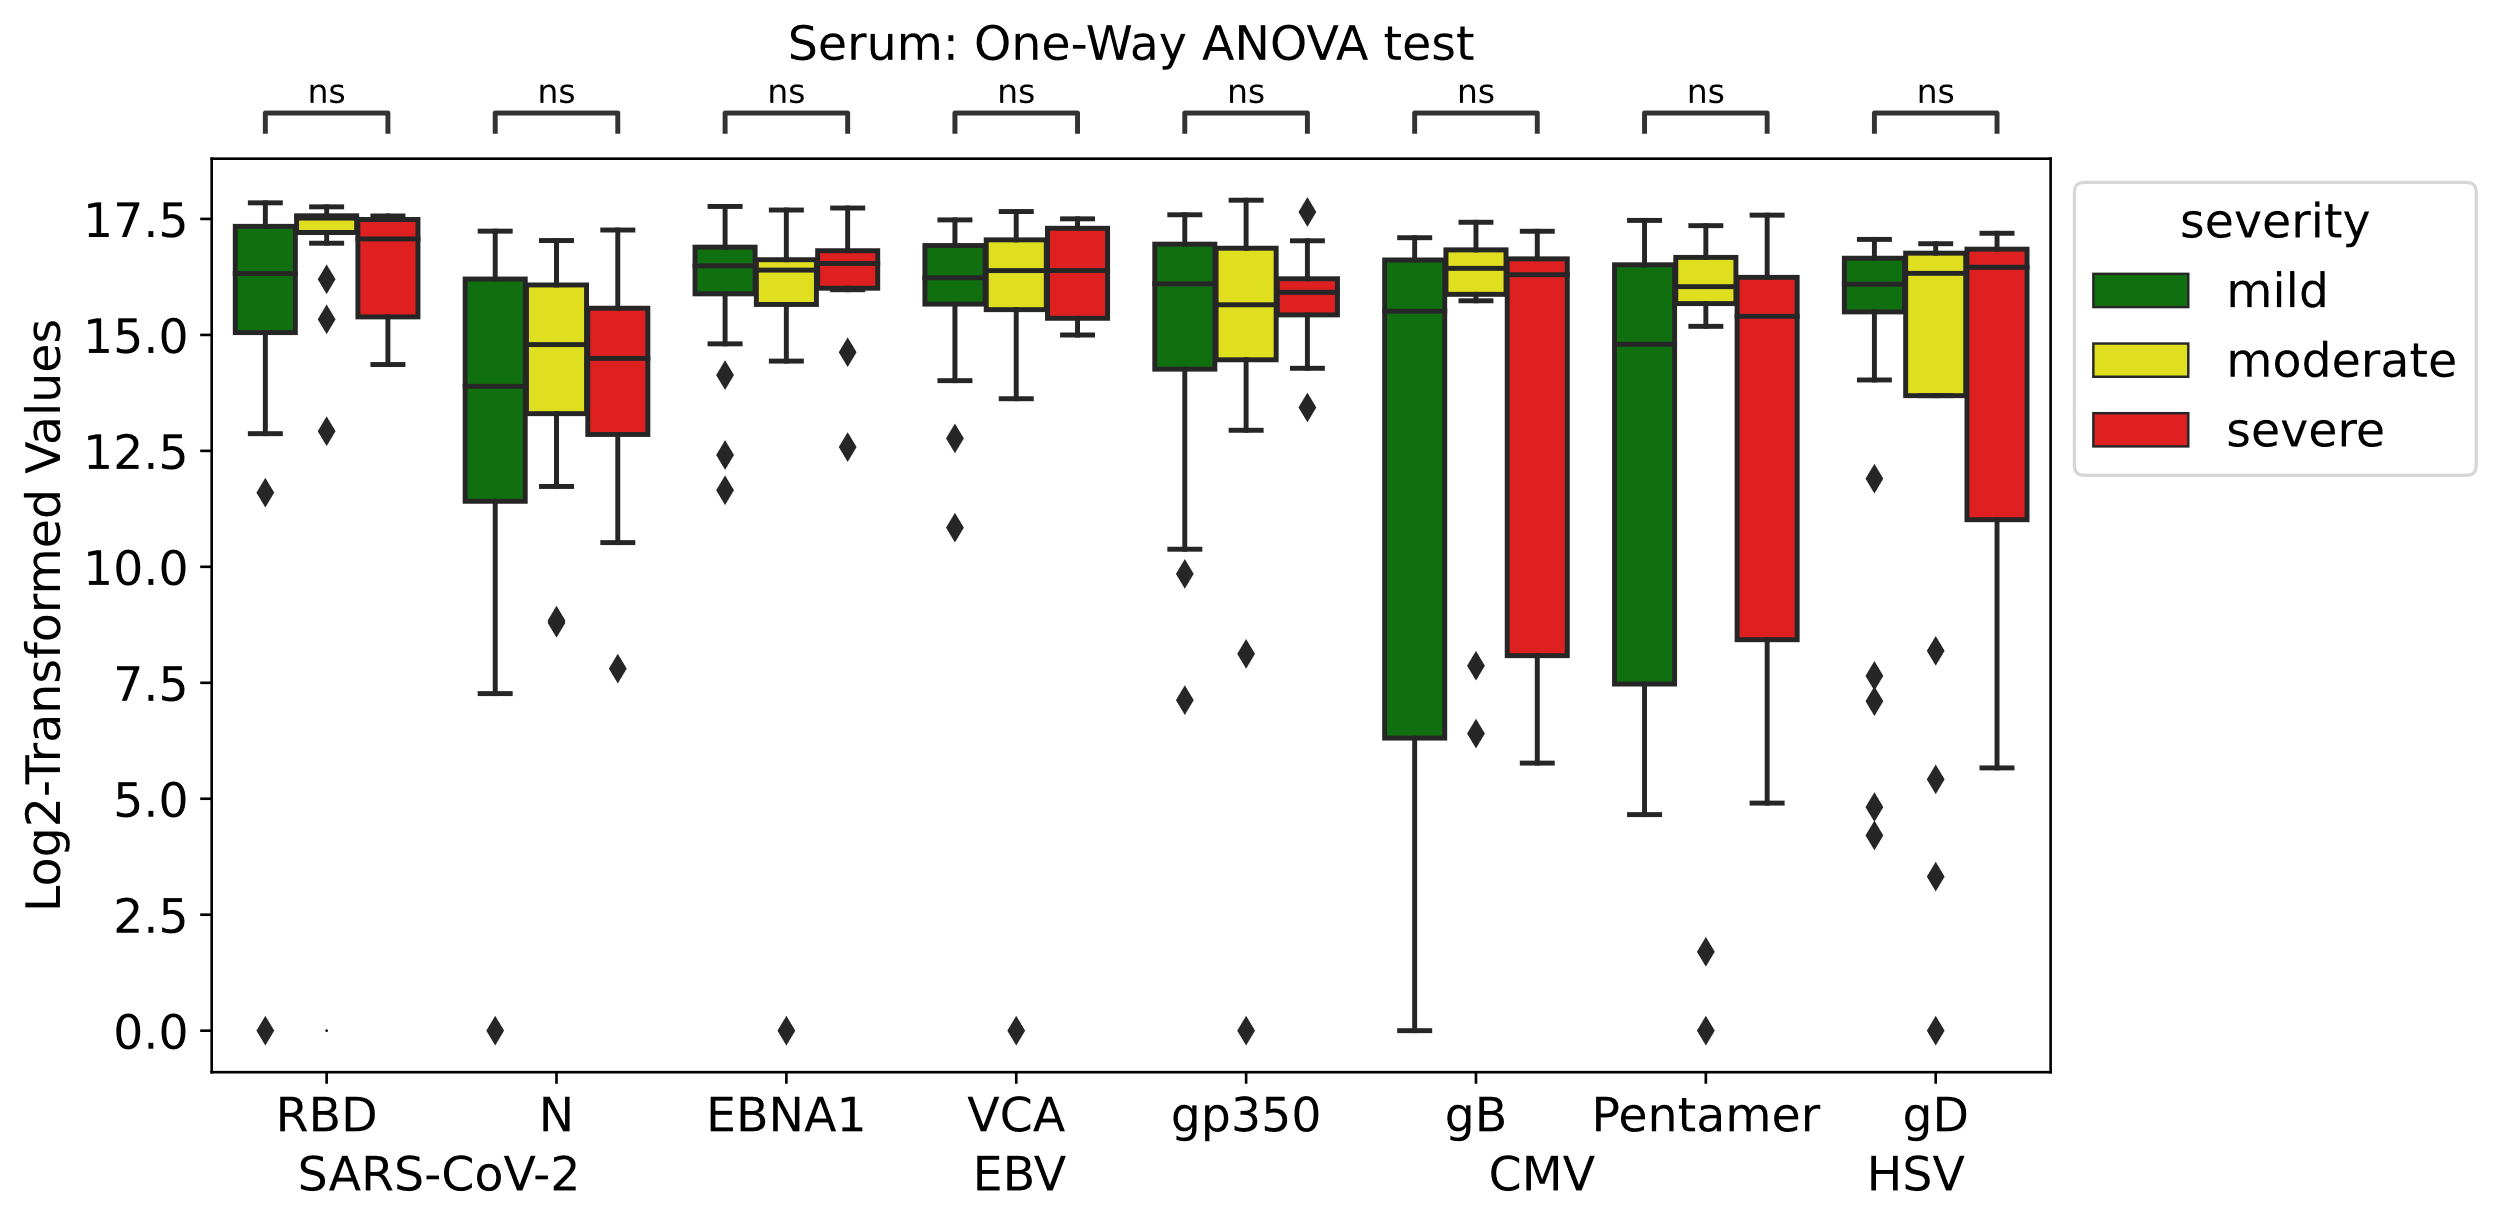 Serum: One-Way ANOVA test
ns ns ns ns ns ns ns ns
severity
mild
moderate
severe
Log2-Transformed Values
17.5
15.0
12.5
10.0
7.5
5.0
2.5
0.0
RBD N EBNA1 VCA gp350 gB Pentamer gD
SARS-CoV-2 EBV CMV HSV